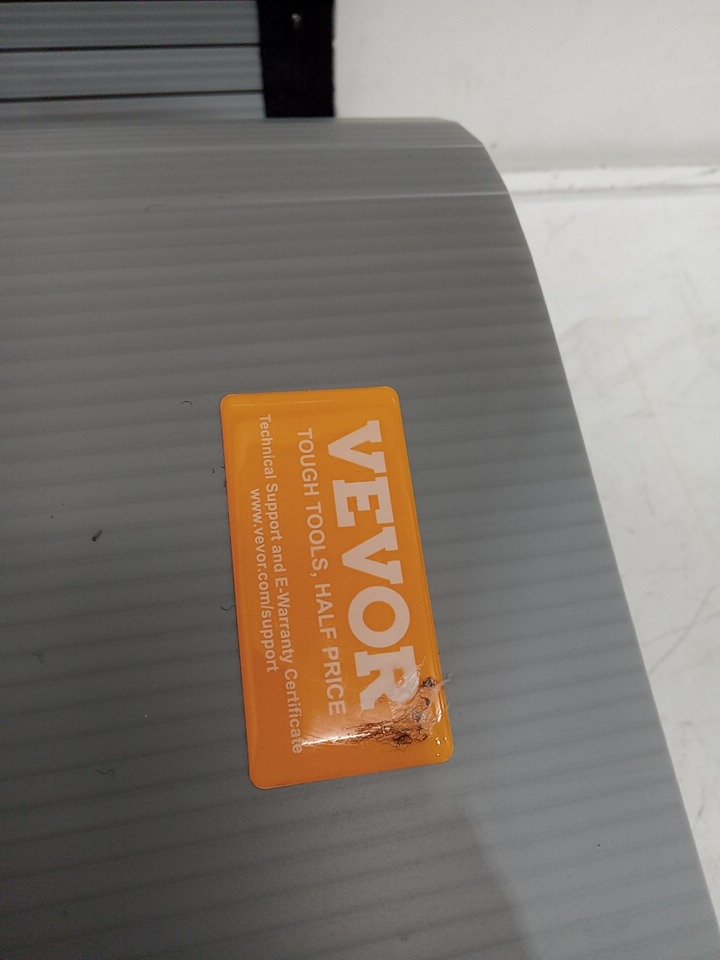 VEVOR
TOUGH TOOLS, HALF PRICE
Technical Support and E-Warranty Certificate
www.vevor.com/support